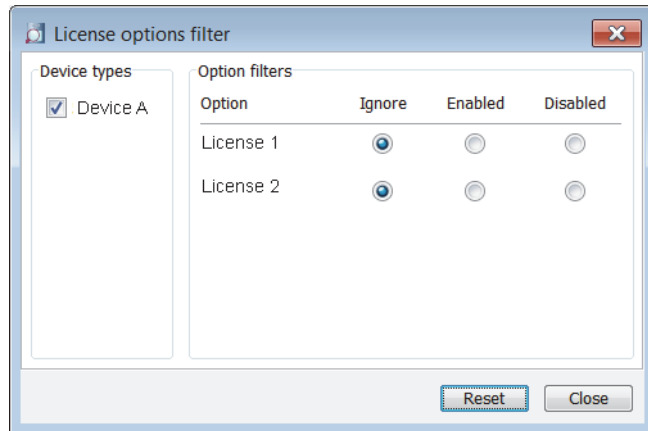 License options filter
Device types
Device A
Option filters
Option Ignore Enabled Disabled
License 1
License 2
Reset Close